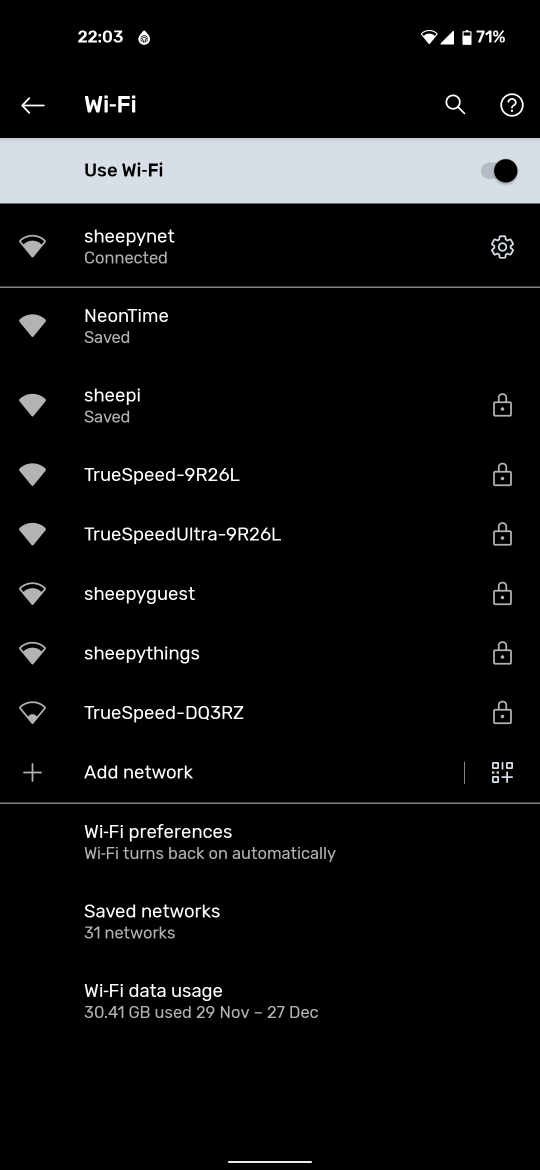 22:03
71%
Wi-Fi
Use Wi-Fi
sheepynet
Connected
NeonTime
Saved
sheepi
Saved
TrueSpeed-9R26L
TrueSpeedUltra-9R26L
sheepyguest
sheepythings
TrueSpeed-DQ3RZ
Add network
Wi-Fi preferences
Wi-Fi turns back on automatically
Saved networks
31 networks
Wi-Fi data usage
30.41 GB used 29 Nov – 27 Dec